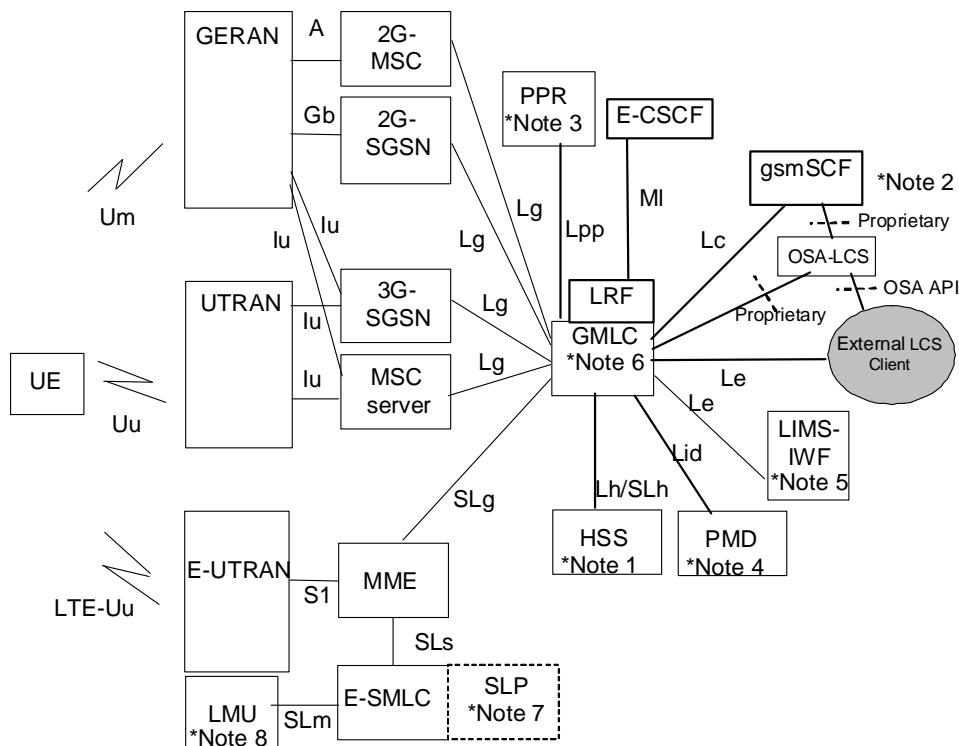 GERAN
A
2G-
MSC
Gb
2G-
SGSN
PPR
*Note 3
E-CSCF
gsmSCF
*Note 2
Um
Iu
Iu
Lg
Lg
Lpp
Ml
Lc
Proprietary
OSA-LCS
OSA API
UTRAN
Iu
3G-
SGSN
Lg
LRF
GMLC
*Note 6
Proprietary
External LCS
Client
UE
Uu
Iu
MSC
server
Lg
Le
Le
LIMS-
IWF
*Note 5
SLg
Lh/SLh
Lid
HSS
*Note 1
PMD
*Note 4
E-UTRAN
LTE-Uu
S1
MME
SLs
E-SMLC
SLP
*Note 7
LMU
*Note 8
SLm